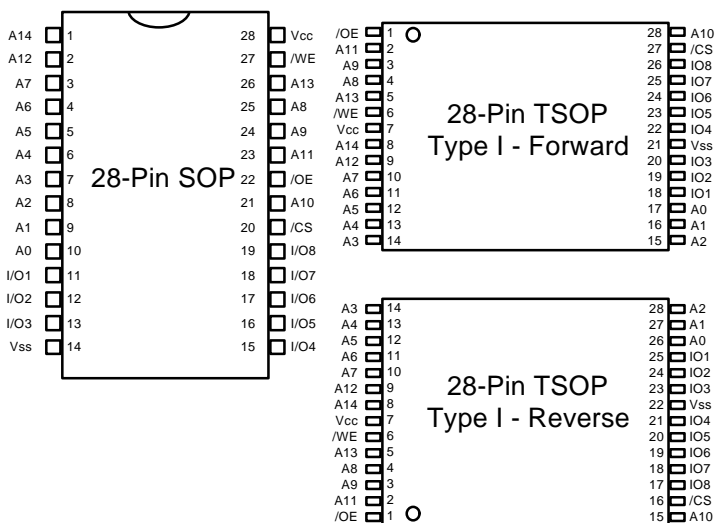 A14 1 28 Vcc
A12 2 27 /WE
A7 3 26 A13
A6 4 25 A8
A5 5 24 A9
A4 6 23 A11
A3 7 28-Pin SOP 22 /OE
A2 8 21 A10
A1 9 20 /CS
A0 10 19 I/O8
I/O1 11 18 I/O7
I/O2 12 17 I/O6
I/O3 13 16 I/O5
Vss 14 15 I/O4
/OE 1 28 A10
A11 2 27 /CS
A9 3 26 IO8
A8 4 25 IO7
A13 5 24 IO6
/WE 6 28-Pin TSOP 23 IO5
Vcc 7 22 IO4
A14 8 Type I - Forward 21 Vss
A12 9 20 IO3
A7 10 19 IO2
A6 11 18 IO1
A5 12 17 A0
A4 13 16 A1
A3 14 15 A2
A3 14 28 A2
A4 13 27 A1
A5 12 26 A0
A6 11 25 IO1
A7 10 24 IO2
A12 9 28-Pin TSOP 23 IO3
A14 8 22 Vss
Vcc 7 Type I - Reverse 21 IO4
/WE 6 20 IO5
A13 5 19 IO6
A8 4 18 IO7
A9 3 17 IO8
A11 2 16 /CS
/OE 1 15 A10